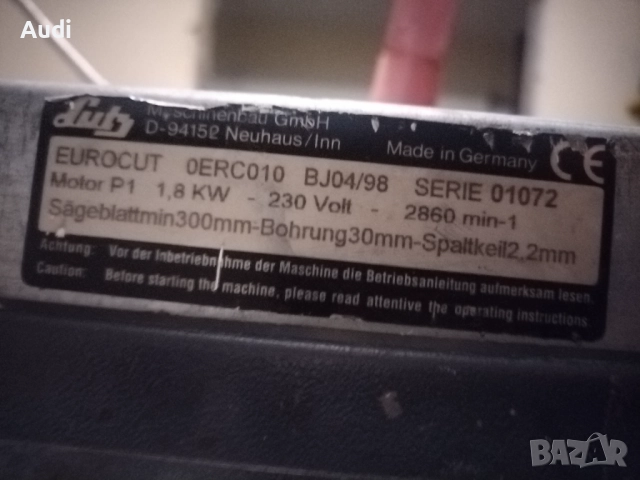 Audi
Lutz Maschinenbau GmbH
D-94152 Neuhaus/Inn
Made in Germany CE
EUROCUT 0ERC010 BJ04/98 SERIE 01072
Motor P1 1,8 KW - 230 Volt - 2860 min-1
Sägeblattmin300mm-Bohrung30mm-Spaltkeil2,2mm
Achtung: Vor der Inbetriebnahme der Maschine die Betriebsanleitung aufmerksam lesen.
Caution: Before starting the machine, please read attentive the operating instructions.
BAZAR